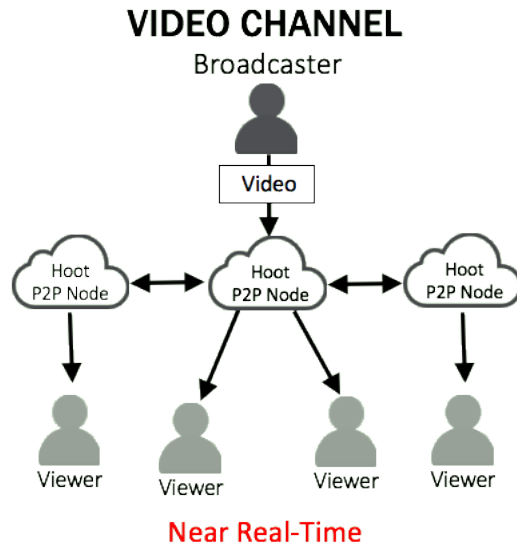 VIDEO CHANNEL
Broadcaster
Video
Hoot
P2P Node
Hoot
P2P Node
Hoot
P2P Node
Viewer
Viewer
Viewer
Viewer
Near Real-Time